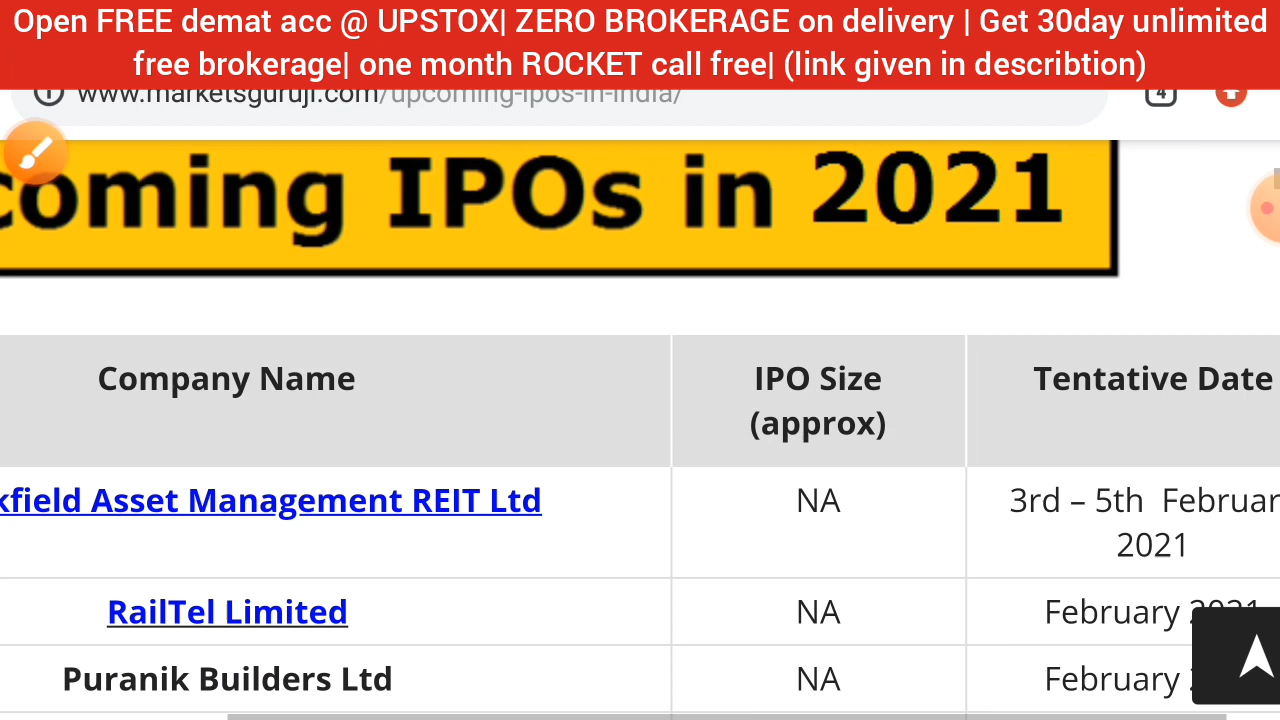 Open FREE demat acc @ UPSTOX| ZERO BROKERAGE on delivery | Get 30day unlimited
free brokerage| one month ROCKET call free| (link given in describtion)
www.marketsguruji.com/upcoming-ipos-in-india/
4
coming IPOs in 2021
Company Name
IPO Size
(approx)
Tentative Date
kfield Asset Management REIT Ltd
NA
3rd – 5th Februar
2021
RailTel Limited
NA
February 2021
Puranik Builders Ltd
NA
February